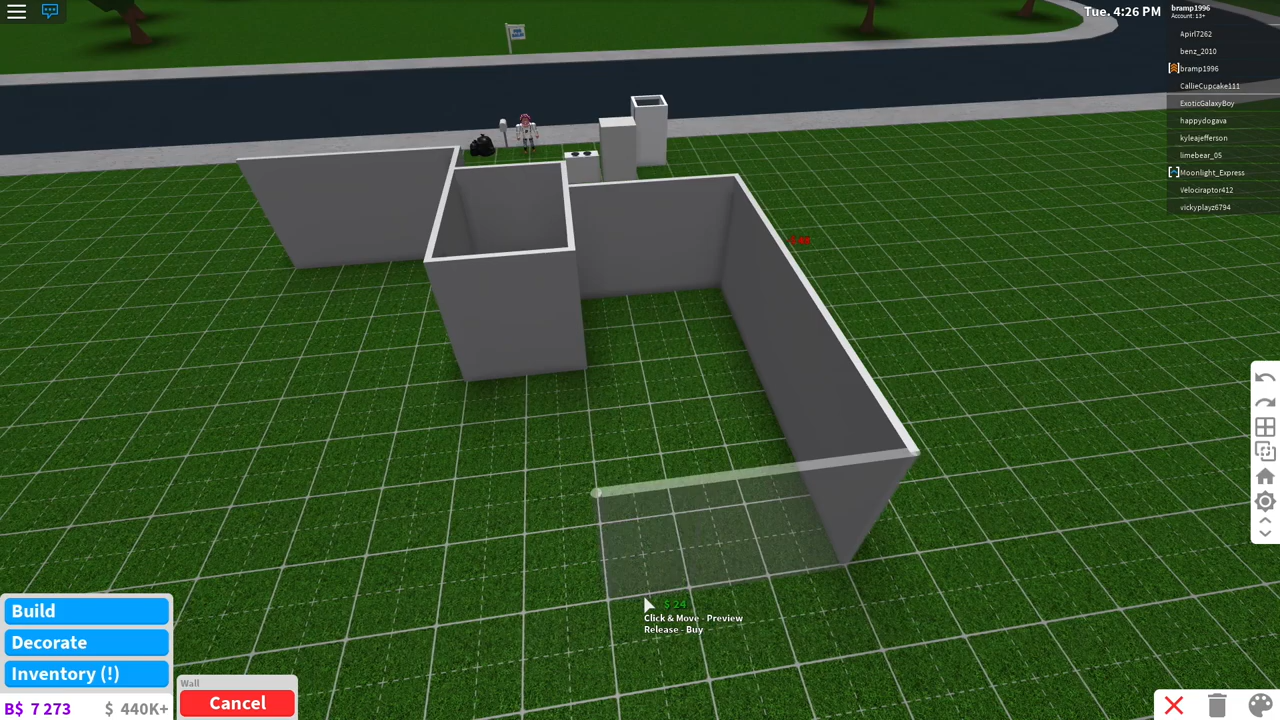 Tue. 4:26 PM
bramp1996
Account: 13+
Apirl7262
benz_2010
bramp1996
CallieCupcake111
ExoticGalaxyBoy
happydogava
kyleajefferson
limebear_05
Moonlight_Express
Velociraptor412
vickyplayz6794
$ 24
Click & Move - Preview
Release - Buy
Build
Decorate
Inventory (!)
B$ 7 273
$ 440K+
Wall
Cancel